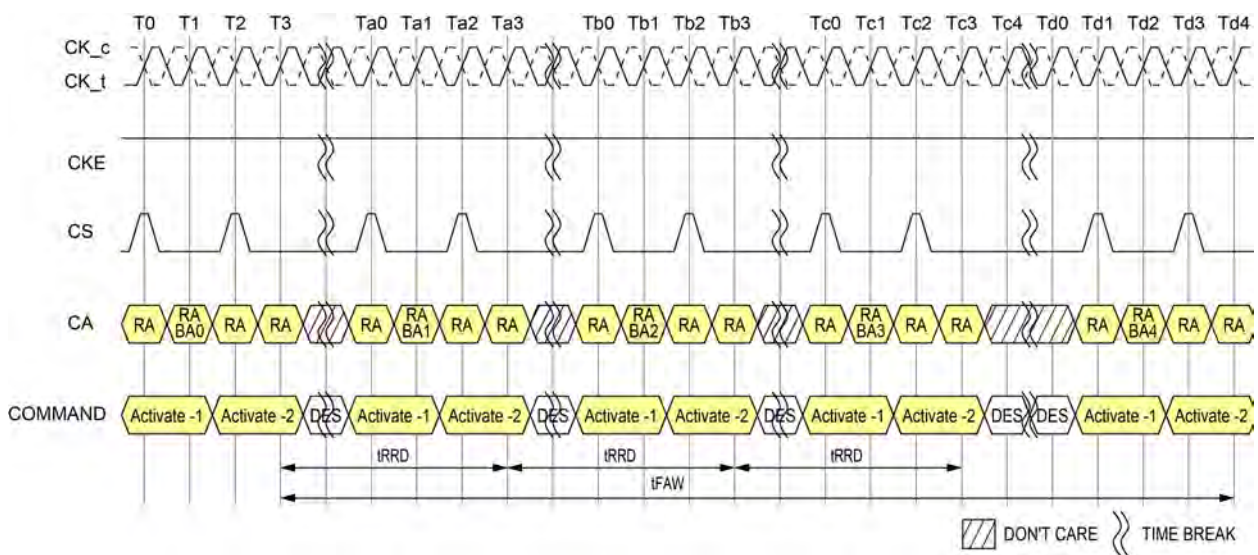 T0 T1 T2 T3 Ta0 Ta1 Ta2 Ta3 Tb0 Tb1 Tb2 Tb3 Tc0 Tc1 Tc2 Tc3 Tc4 Td0 Td1 Td2 Td3 Td4
CK_c
CK_t
CKE
CS
CA RA RA BA0 RA RA RA RA BA1 RA RA RA RA BA2 RA RA RA RA BA3 RA RA RA RA BA4 RA RA
COMMAND Activate -1 Activate -2 DES Activate -1 Activate -2 DES Activate -1 Activate -2 DES Activate -1 Activate -2 DES DES Activate -1 Activate -2
tRRD tRRD tRRD
tFAW
DON'T CARE TIME BREAK